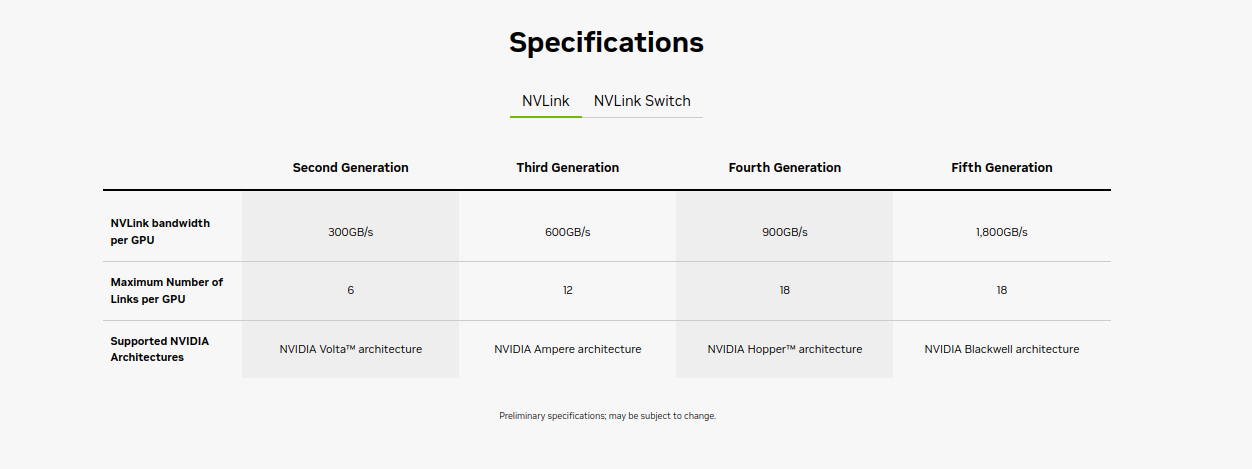 Specifications
NVLink NVLink Switch
Second Generation Third Generation Fourth Generation Fifth Generation
NVLink bandwidth
per GPU
300GB/s 600GB/s 900GB/s 1,800GB/s
Maximum Number of
Links per GPU
6 12 18 18
Supported NVIDIA
Architectures
NVIDIA Volta™ architecture NVIDIA Ampere architecture NVIDIA Hopper™ architecture NVIDIA Blackwell architecture
Preliminary specifications; may be subject to change.